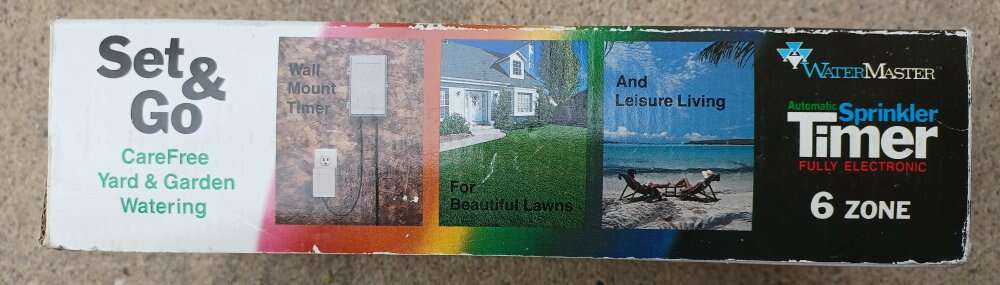 Set &
Go
CareFree
Yard & Garden
Watering
Wall
Mount
Timer
For
Beautiful Lawns
And
Leisure Living
WATERMASTER™
Automatic Sprinkler
Timer
FULLY ELECTRONIC
6 ZONE